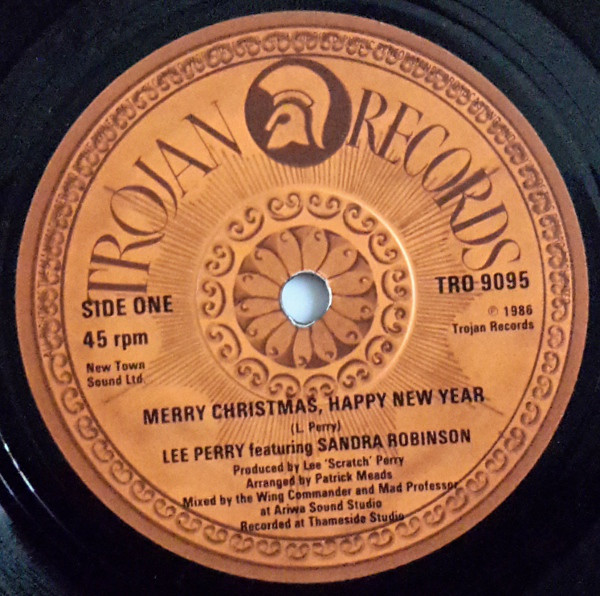 TROJAN RECORDS
SIDE ONE
45 rpm
New Town
Sound Ltd.
TRO 9095
℗ 1986
Trojan Records
MERRY CHRISTMAS, HAPPY NEW YEAR
(L. Perry)
LEE PERRY featuring SANDRA ROBINSON
Produced by Lee 'Scratch' Perry
Arranged by Patrick Meads
Mixed by the Wing Commander and Mad Professor
at Ariwa Sound Studio
Recorded at Thameside Studio